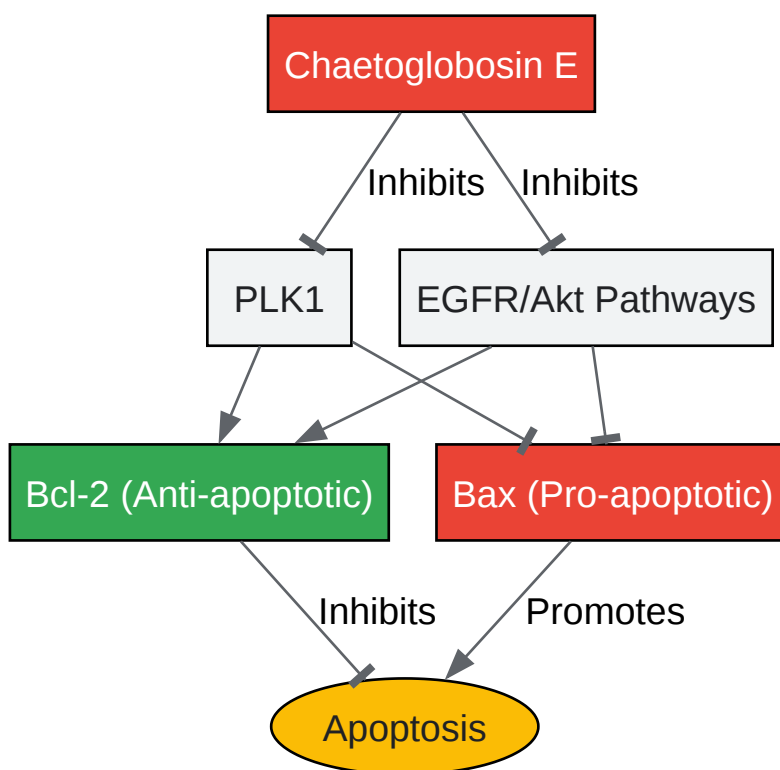 Chaetoglobosin E
Inhibits
Inhibits
PLK1
EGFR/Akt Pathways
Bcl-2 (Anti-apoptotic)
Bax (Pro-apoptotic)
Inhibits
Promotes
Apoptosis